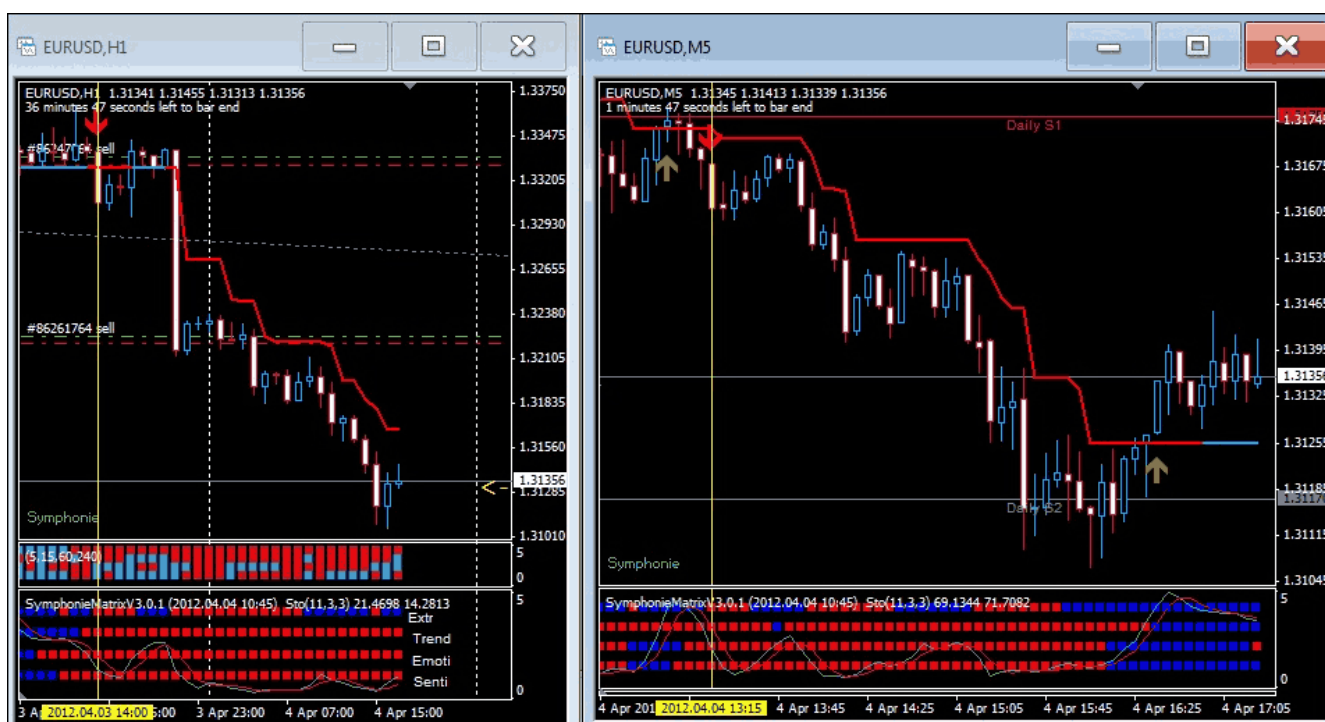 EURUSD,H1
EURUSD,H1 1.31341 1.31455 1.31313 1.31356
36 minutes 47 seconds left to bar end
sell
#86261764 sell
Symphonie
1.33750
1.33475
1.33205
1.32930
1.32655
1.32380
1.32105
1.31835
1.31560
1.31356
1.31285
1.31010
(5,15,60,240)
5
0
SymphonieMatrixV3.0.1 (2012.04.04 10:45) Sto(11,3,3) 21.4698 14.2813
5
Extr
Trend
Emoti
Senti
0
2012.04.03 14:00
3 Apr 23:00
4 Apr 07:00
4 Apr 15:00
EURUSD,M5
EURUSD,M5 1.31345 1.31413 1.31339 1.31356
1 minutes 47 seconds left to bar end
Daily S1
Daily S2
Symphonie
1.31745
1.31675
1.31605
1.31535
1.31465
1.31395
1.31356
1.31325
1.31255
1.31185
1.31115
1.31045
SymphonieMatrixV3.0.1 (2012.04.04 10:45) Sto(11,3,3) 69.1344 71.7082
5
0
2012.04.04 13:15
4 Apr 13:45
4 Apr 14:25
4 Apr 15:05
4 Apr 15:45
4 Apr 16:25
4 Apr 17:05